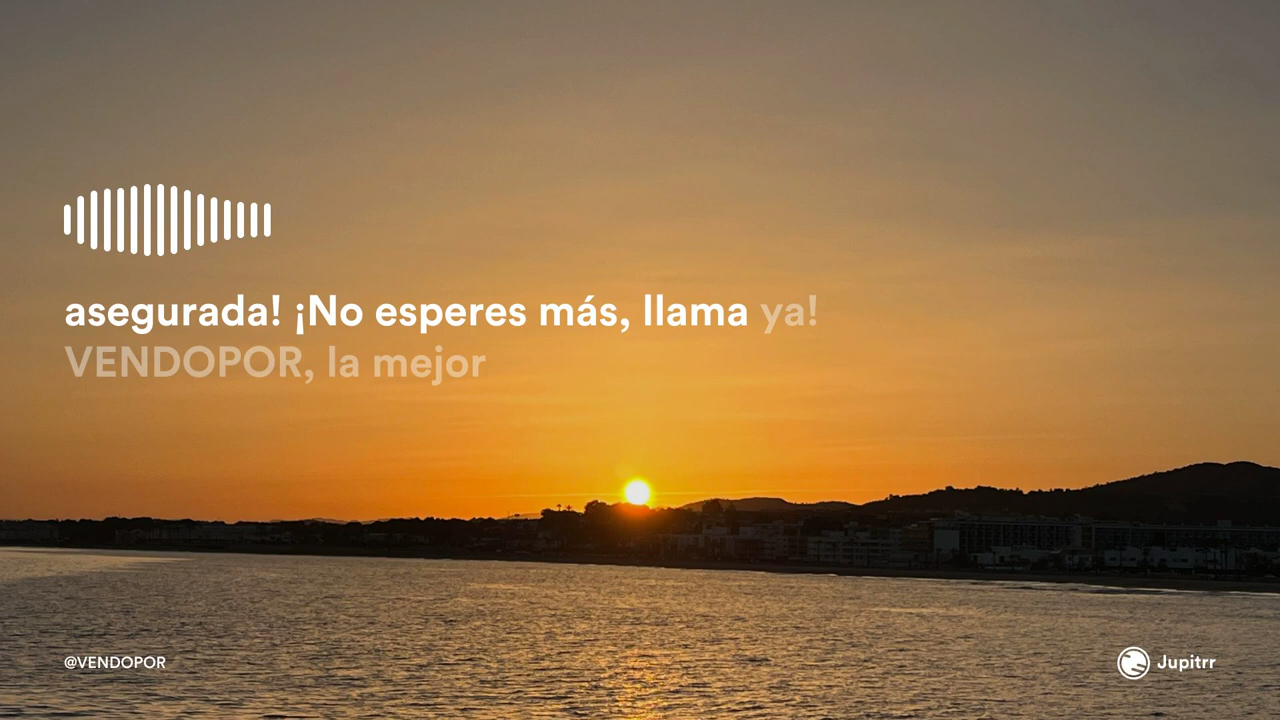 asegurada! ¡No esperes más, llama ya!
VENDOPOR, la mejor
@VENDOPOR
Jupitrr